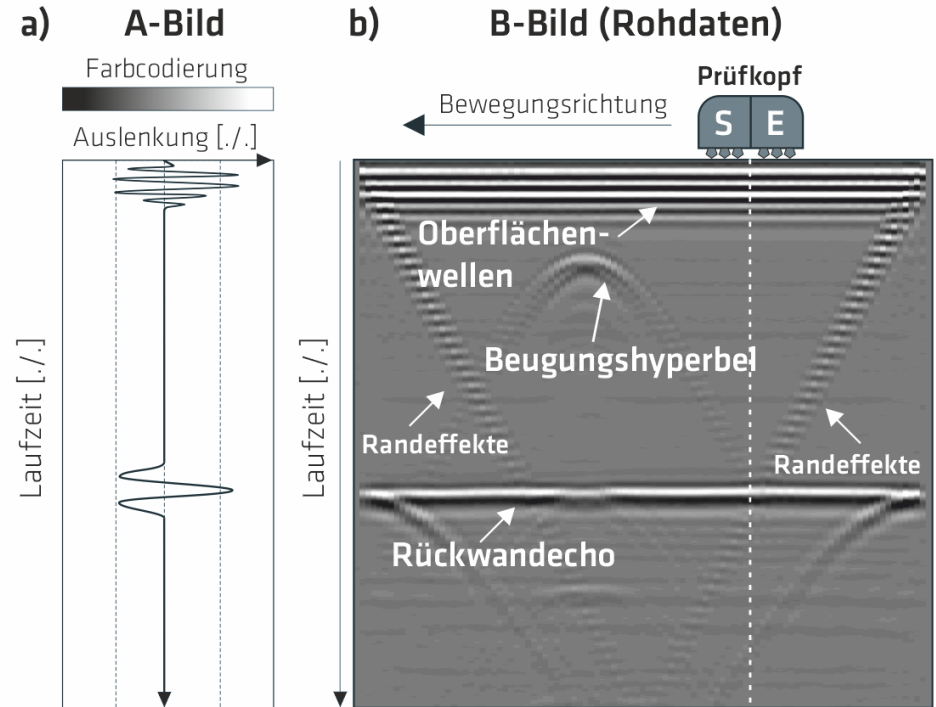 a)
A-Bild
b)
B-Bild (Rohdaten)
Farbcodierung
Auslenkung [./.]
Laufzeit [./.]
Bewegungsrichtung
Prüfkopf
S E
Laufzeit [./.]
Oberflächen-
wellen
Beugungshyperbel
Randeffekte
Randeffekte
Rückwandecho